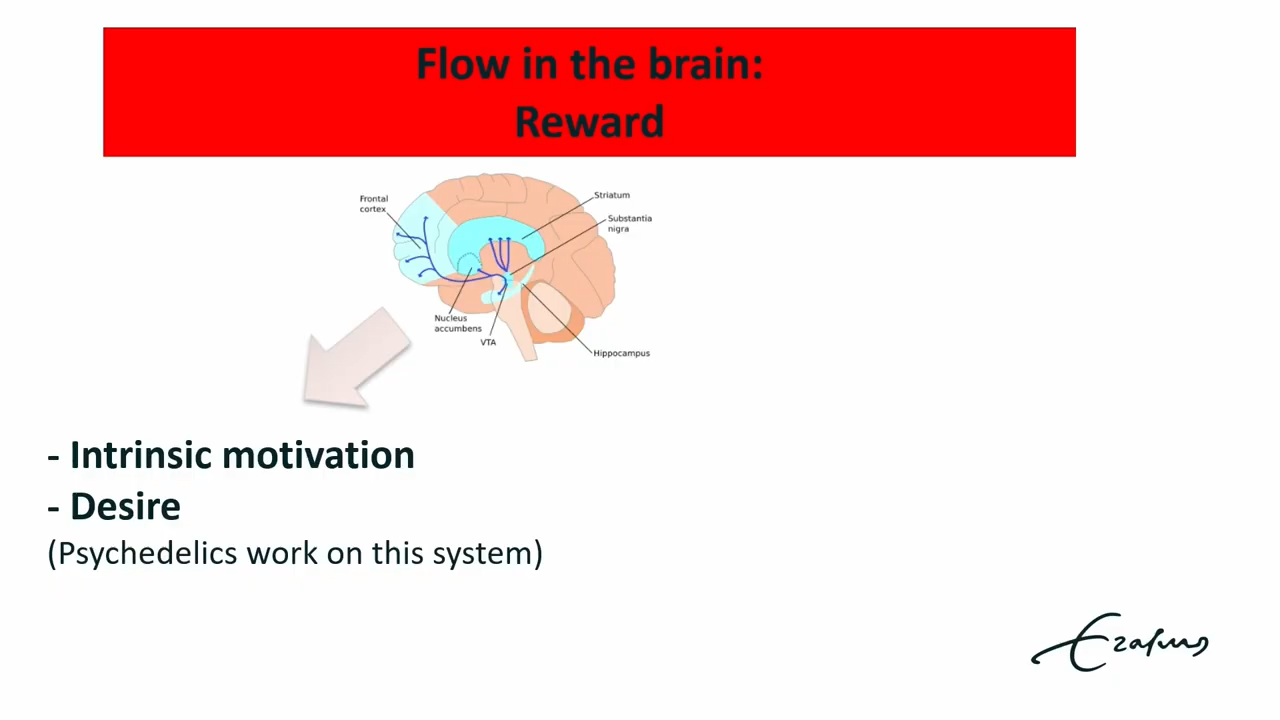 Flow in the brain:
Reward
Frontal
cortex
Striatum
Substantia
nigra
Nucleus
accumbens
VTA
Hippocampus
- Intrinsic motivation
- Desire
(Psychedelics work on this system)
Erasmus